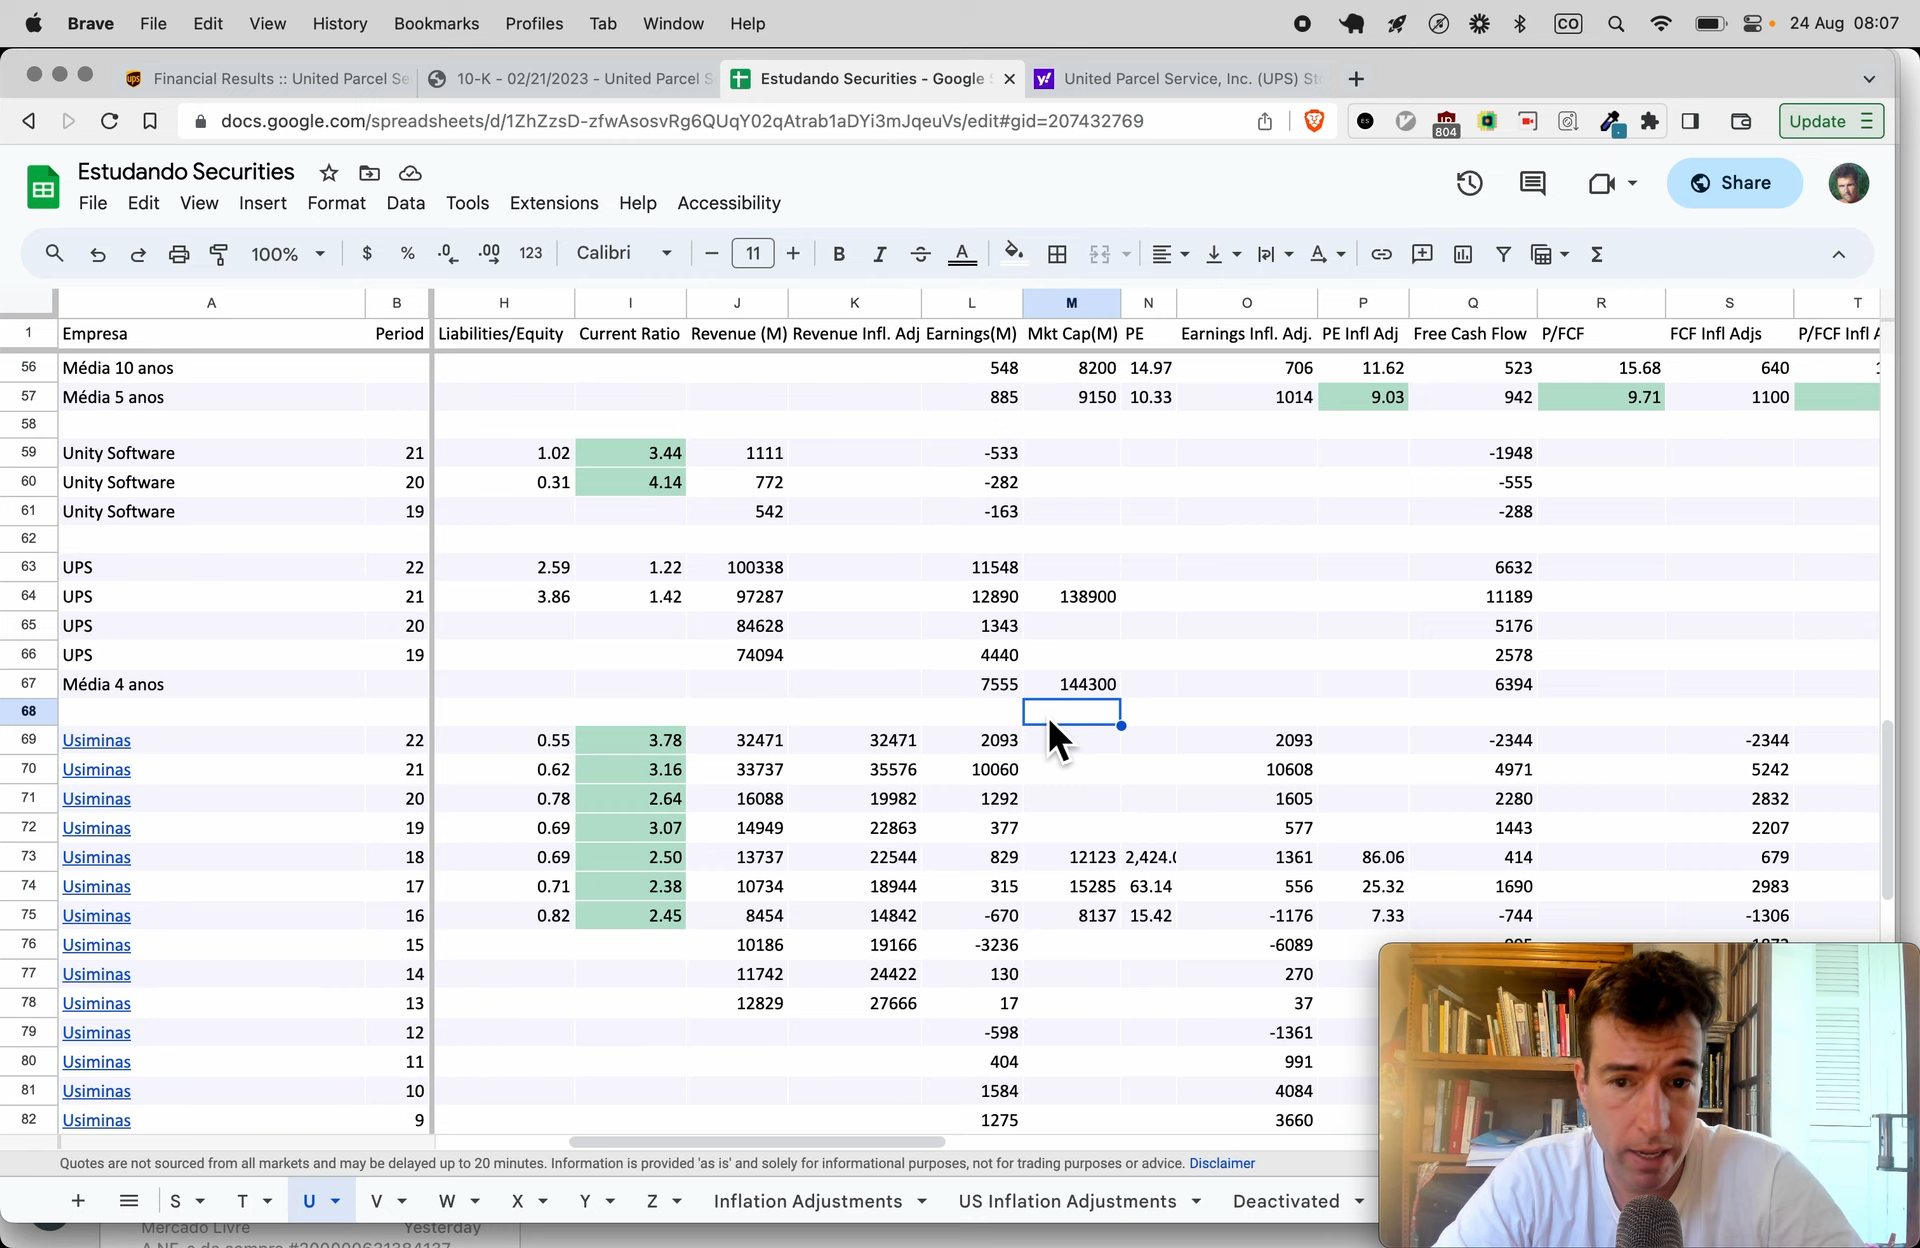 Brave File Edit View History Bookmarks Profiles Tab Window Help CO 24 Aug 08:07
ups Financial Results :: United Parcel Se 10-K - 02/21/2023 - United Parcel S Estudando Securities - Google S y! United Parcel Service, Inc. (UPS) St
docs.google.com/spreadsheets/d/1ZhZzsD-zfwAsosvRg6QUqY02qAtrab1aDYi3mJqeuVs/edit#gid=207432769 804 Update
Estudando Securities
Share
File Edit View Insert Format Data Tools Extensions Help Accessibility
100% $ % .0 .00 123 Calibri 11 B I A
A B H I J K L M N O P Q R S T
1 Empresa Period Liabilities/Equity Current Ratio Revenue (M) Revenue Infl. Adj Earnings(M) Mkt Cap(M) PE Earnings Infl. Adj. PE Infl Adj Free Cash Flow P/FCF FCF Infl Adjs P/FCF Infl A
56 Média 10 anos 548 8200 14.97 706 11.62 523 15.68 640
57 Média 5 anos 885 9150 10.33 1014 9.03 942 9.71 1100
58
59 Unity Software 21 1.02 3.44 1111 -533 -1948
60 Unity Software 20 0.31 4.14 772 -282 -555
61 Unity Software 19 542 -163 -288
62
63 UPS 22 2.59 1.22 100338 11548 6632
64 UPS 21 3.86 1.42 97287 12890 138900 11189
65 UPS 20 84628 1343 5176
66 UPS 19 74094 4440 2578
67 Média 4 anos 7555 144300 6394
68
69 Usiminas 22 0.55 3.78 32471 32471 2093 2093 -2344 -2344
70 Usiminas 21 0.62 3.16 33737 35576 10060 10608 4971 5242
71 Usiminas 20 0.78 2.64 16088 19982 1292 1605 2280 2832
72 Usiminas 19 0.69 3.07 14949 22863 377 577 1443 2207
73 Usiminas 18 0.69 2.50 13737 22544 829 12123 2,424.0 1361 86.06 414 679
74 Usiminas 17 0.71 2.38 10734 18944 315 15285 63.14 556 25.32 1690 2983
75 Usiminas 16 0.82 2.45 8454 14842 -670 8137 15.42 -1176 7.33 -744 -1306
76 Usiminas 15 10186 19166 -3236 -6089
77 Usiminas 14 11742 24422 130 270
78 Usiminas 13 12829 27666 17 37
79 Usiminas 12 -598 -1361
80 Usiminas 11 404 991
81 Usiminas 10 1584 4084
82 Usiminas 9 1275 3660
Quotes are not sourced from all markets and may be delayed up to 20 minutes. Information is provided 'as is' and solely for informational purposes, not for trading purposes or advice. Disclaimer
S T U V W X Y Z Inflation Adjustments US Inflation Adjustments Deactivated
Mercado Livre Yesterday